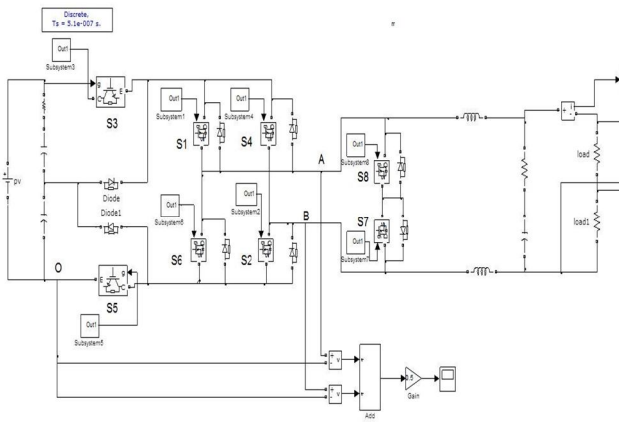 Discrete,
Ts = 5.1e-007 s.
Out1
Subsystem3
g
C
E
S3
Out1
Subsystem1
Out1
Subsystem4
S1
S4
A
Out1
Subsystem8
S8
load
pv
Diode
Diode1
Out1
Subsystem6
Out1
Subsystem2
B
S7
Out1
Subsystem7
load1
S6
S2
O
E
g
C
S5
Out1
Subsystem5
+
-
v
+
-
v
Add
0.5
Gain